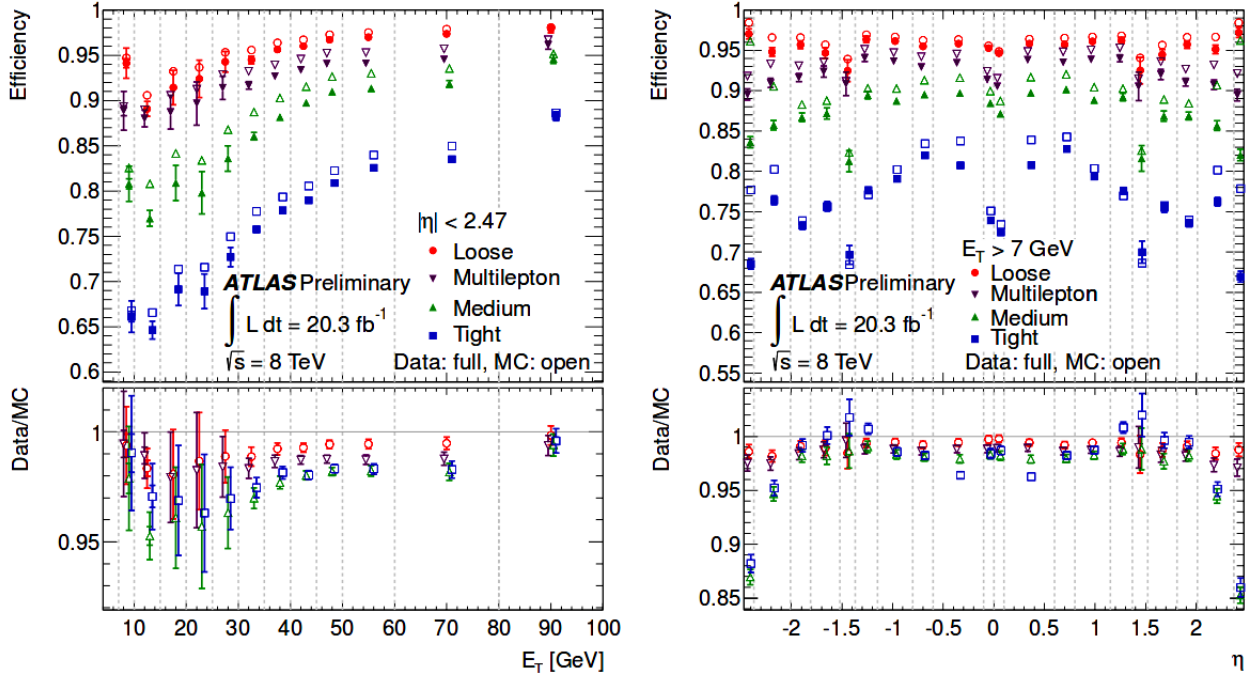 Efficiency
1
0.95
0.9
0.85
0.8
0.75
0.7
0.65
0.6
|η| < 2.47
Loose
Multilepton
Medium
Tight
ATLAS Preliminary
∫ L dt = 20.3 fb⁻¹
√s = 8 TeV
Data: full, MC: open
Data/MC
1
0.95
10 20 30 40 50 60 70 80 90 100
E_T [GeV]
Efficiency
1
0.95
0.9
0.85
0.8
0.75
0.7
0.65
0.6
0.55
E_T > 7 GeV
Loose
Multilepton
Medium
Tight
ATLAS Preliminary
∫ L dt = 20.3 fb⁻¹
√s = 8 TeV
Data: full, MC: open
Data/MC
1
0.95
0.9
0.85
-2 -1.5 -1 -0.5 0 0.5 1 1.5 2
η